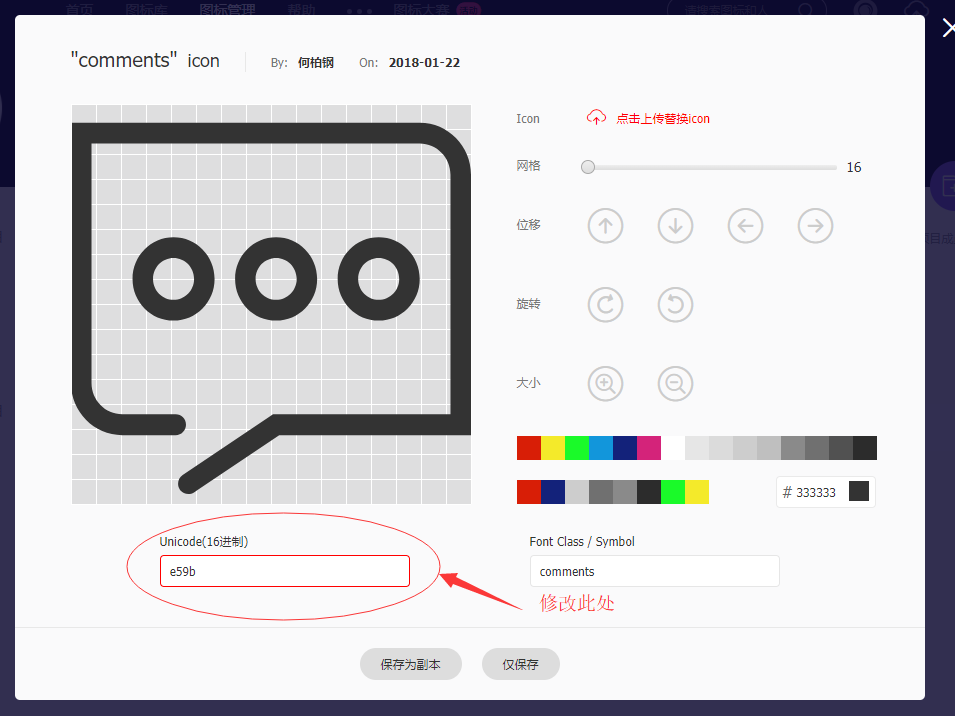 首页 图标库 图标管理 帮助 ••• 图标大赛
"comments" icon By: 何柏钢 On: 2018-01-22
Icon 点击上传替换icon
网格 16
位移
旋转
大小
# 333333
Unicode(16进制) Font Class / Symbol
e59b comments
修改此处
保存为副本 仅保存